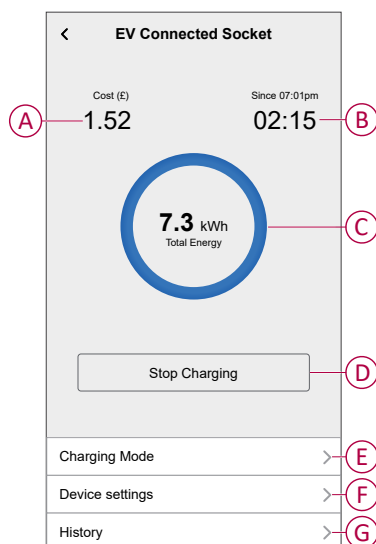 EV Connected Socket
Cost (£)
Since 07:01pm
A
1.52
02:15
B
7.3 kWh
Total Energy
C
Stop Charging
D
Charging Mode
E
Device settings
F
History
G